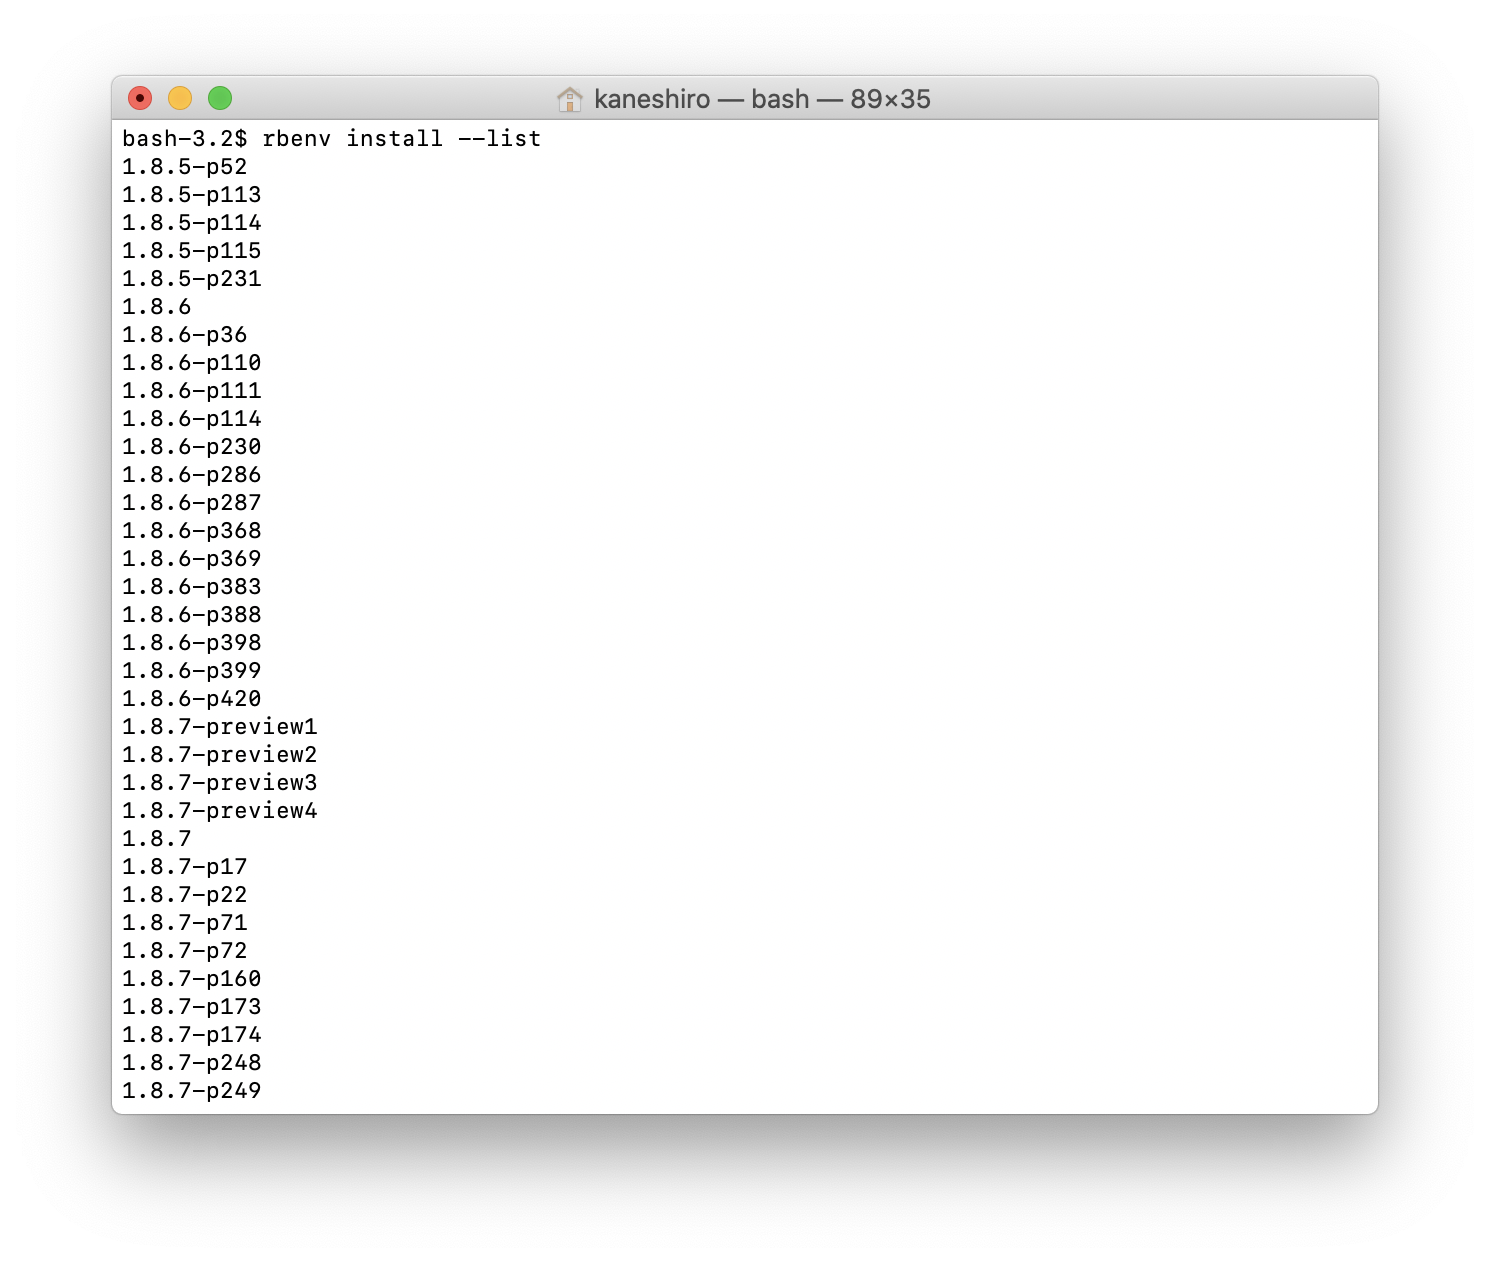 kaneshiro — bash — 89×35
bash-3.2$ rbenv install --list
1.8.5-p52
1.8.5-p113
1.8.5-p114
1.8.5-p115
1.8.5-p231
1.8.6
1.8.6-p36
1.8.6-p110
1.8.6-p111
1.8.6-p114
1.8.6-p230
1.8.6-p286
1.8.6-p287
1.8.6-p368
1.8.6-p369
1.8.6-p383
1.8.6-p388
1.8.6-p398
1.8.6-p399
1.8.6-p420
1.8.7-preview1
1.8.7-preview2
1.8.7-preview3
1.8.7-preview4
1.8.7
1.8.7-p17
1.8.7-p22
1.8.7-p71
1.8.7-p72
1.8.7-p160
1.8.7-p173
1.8.7-p174
1.8.7-p248
1.8.7-p249